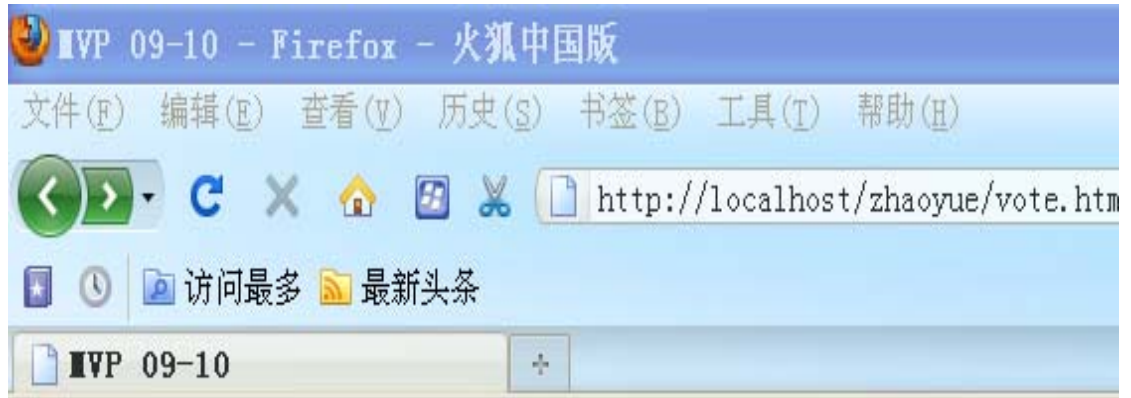 MVP 09-10 - Firefox - 火狐中国版
文件(F) 编辑(E) 查看(V) 历史(S) 书签(B) 工具(T) 帮助(H)
http://localhost/zhaoyue/vote.htm
访问最多 最新头条
MVP 09-10